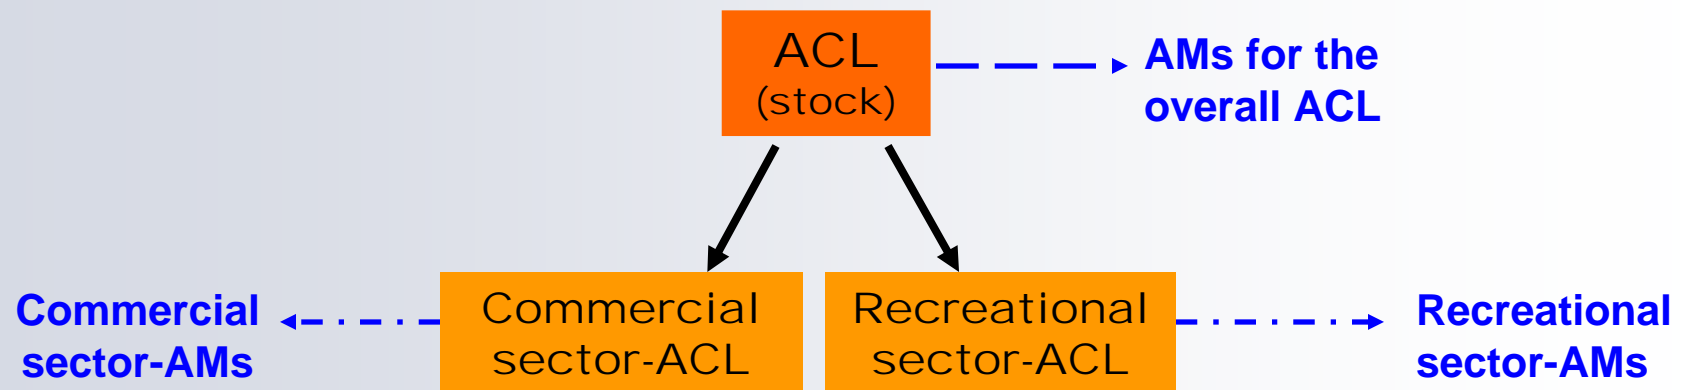 ACL
(stock)
AMs for the
overall ACL
Commercial
sector-AMs
Commercial
sector-ACL
Recreational
sector-ACL
Recreational
sector-AMs